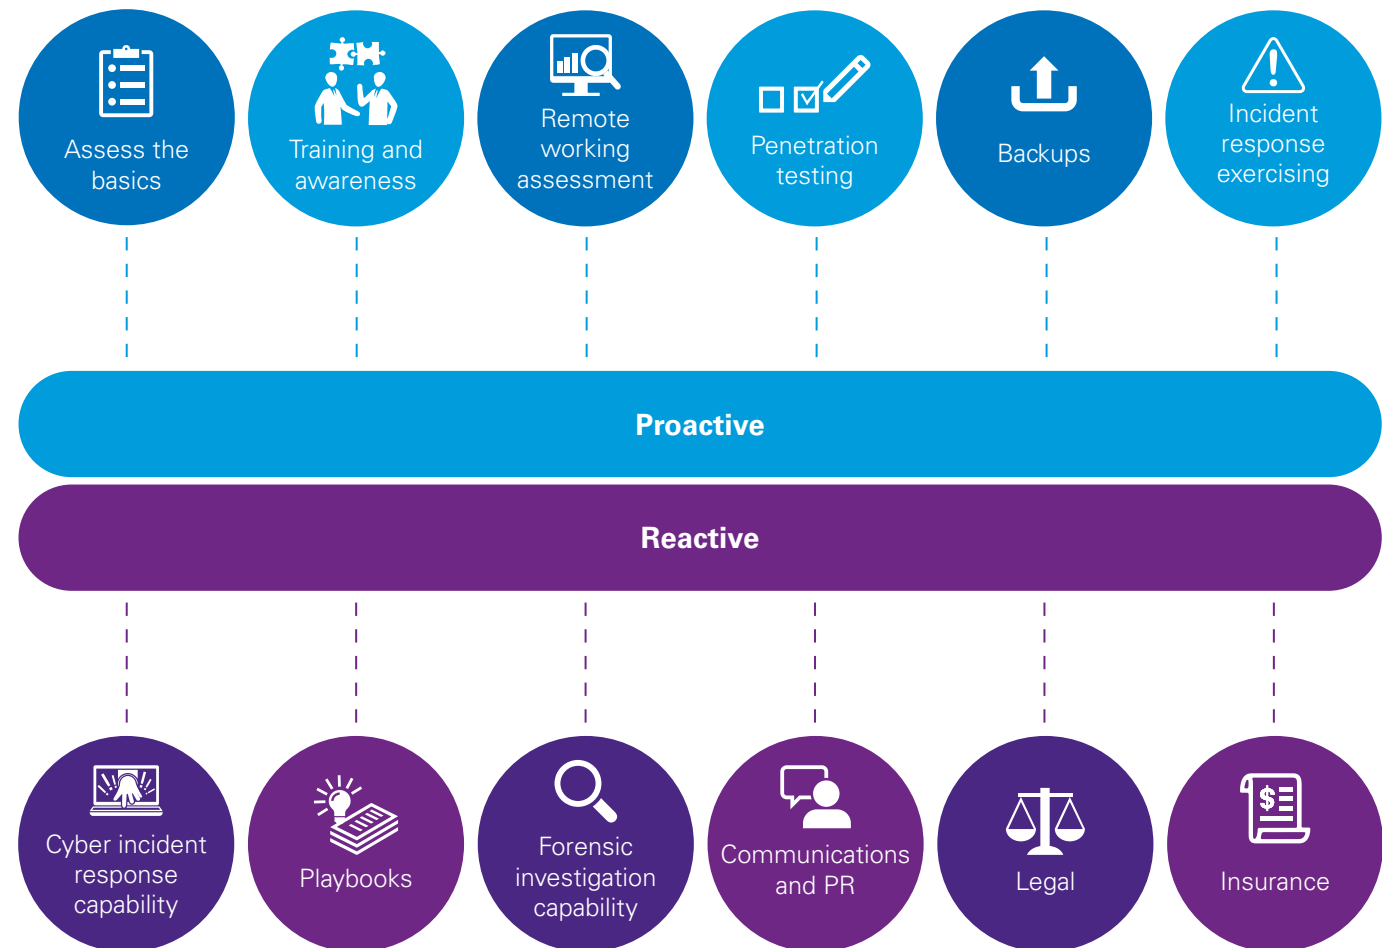 Assess the
basics
Training and
awareness
Remote
working
assessment
Penetration
testing
Backups
Incident
response
exercising
Proactive
Reactive
Cyber incident
response
capability
Playbooks
Forensic
investigation
capability
Communications
and PR
Legal
$
Insurance